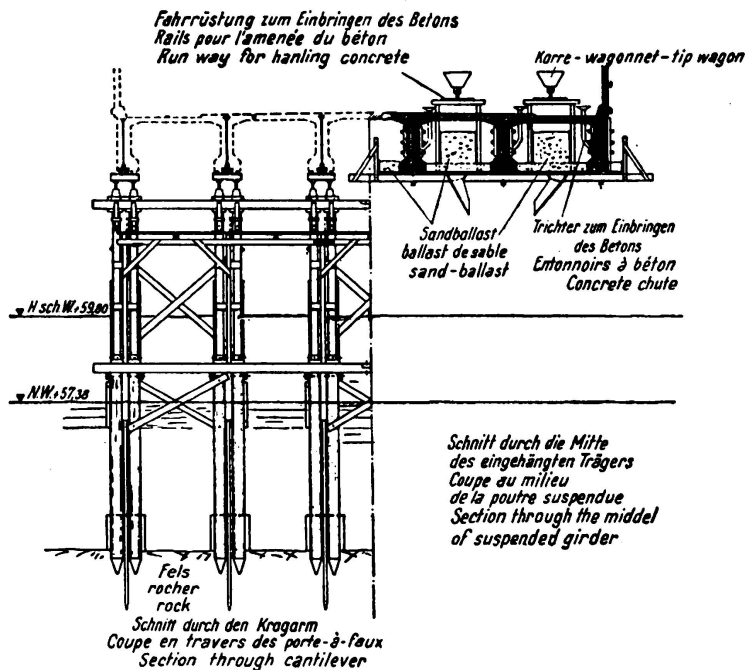 Fahrrüstung zum Einbringen des Betons
Rails pour l'amenée du béton
Run way for hanling concrete
Karre-wagonnet-tip wagon
Sandballast
ballast de sable
sand-ballast
Trichter zum Einbringen
des Betons
Entonnoirs à béton
Concrete chute
H.schW.+59,80
N.W.+57,38
Schnitt durch die Mitte
des eingehängten Trägers
Coupe au milieu
de la poutre suspendue
Section through the middel
of suspended girder
Fels
rocher
rock
Schnitt durch den Kragarm
Coupe en travers des porte-à-faux
Section through cantilever